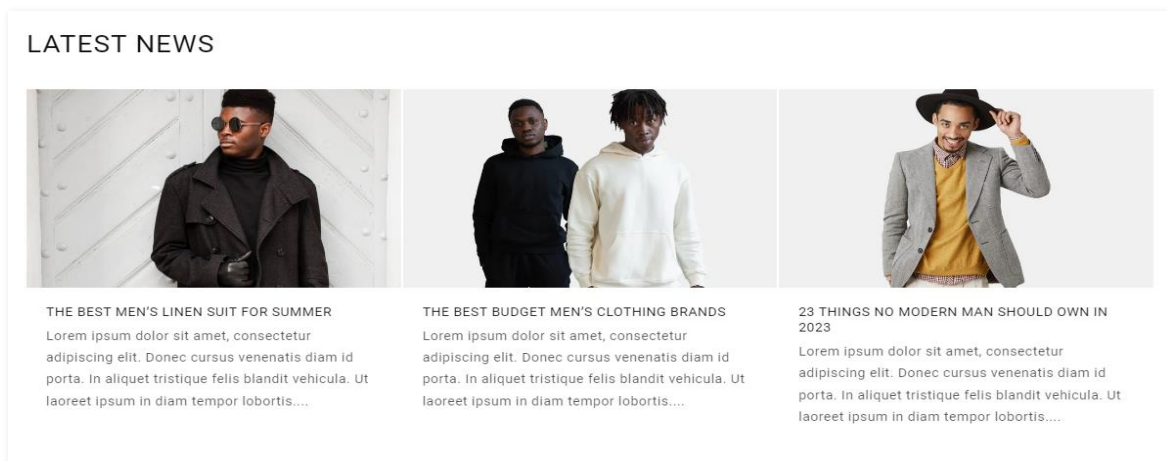 LATEST NEWS
THE BEST MEN'S LINEN SUIT FOR SUMMER
Lorem ipsum dolor sit amet, consectetur
adipiscing elit. Donec cursus venenatis diam id
porta. In aliquet tristique felis blandit vehicula. Ut
laoreet ipsum in diam tempor lobortis....
THE BEST BUDGET MEN'S CLOTHING BRANDS
Lorem ipsum dolor sit amet, consectetur
adipiscing elit. Donec cursus venenatis diam id
porta. In aliquet tristique felis blandit vehicula. Ut
laoreet ipsum in diam tempor lobortis....
23 THINGS NO MODERN MAN SHOULD OWN IN
2023
Lorem ipsum dolor sit amet, consectetur
adipiscing elit. Donec cursus venenatis diam id
porta. In aliquet tristique felis blandit vehicula. Ut
laoreet ipsum in diam tempor lobortis....